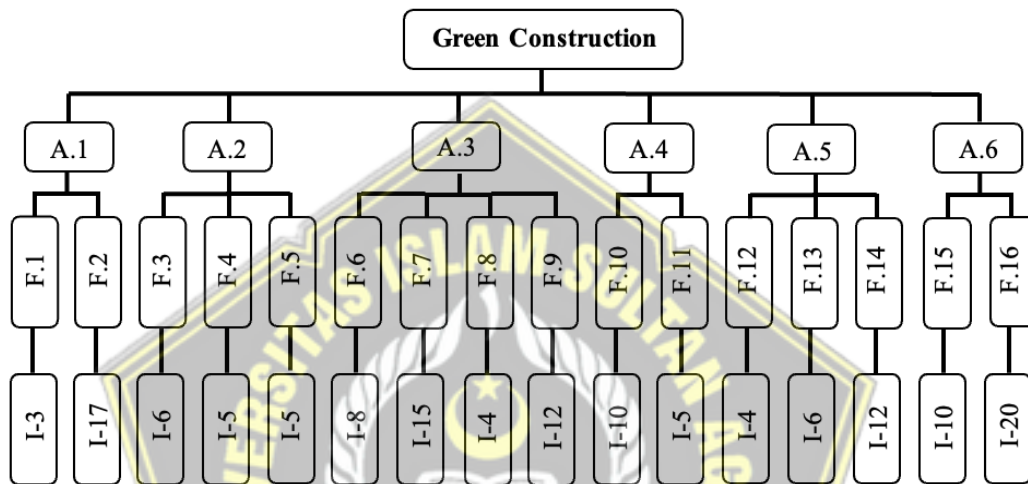 Green Construction
A.1 A.2 A.3 A.4 A.5 A.6
F.1 F.2 F.3 F.4 F.5 F.6 F.7 F.8 F.9 F.10 F.11 F.12 F.13 F.14 F.15 F.16
I-3 I-17 I-6 I-5 I-5 I-8 I-15 I-4 I-12 I-10 I-5 I-4 I-6 I-12 I-10 I-20
ISLAM SULTAN